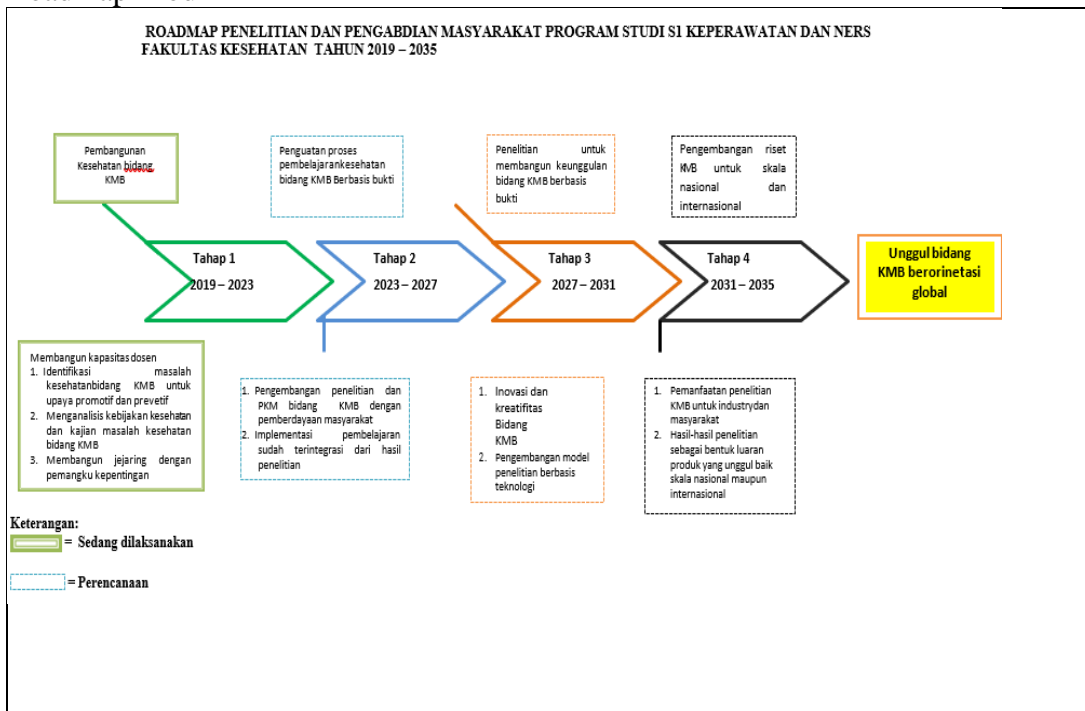 ROADMAP PENELITIAN DAN PENGABDIAN MASYARAKAT PROGRAM STUDI S1 KEPERAWATAN DAN NERS
FAKULTAS KESEHATAN TAHUN 2019 – 2035
Pembangunan
Kesehatan bidang
KMB
Penguatan proses
pembelajarankesehatan
bidang KMB Berbasis bukti
Penelitian untuk
membangun keunggulan
bidang KMB berbasis
bukti
Pengembangan riset
KMB untuk skala
nasional dan
internasional
Tahap 1
2019 – 2023
Tahap 2
2023 – 2027
Tahap 3
2027 – 2031
Tahap 4
2031 – 2035
Unggul bidang
KMB berorinetasi
global
Membangun kapasitas dosen
1. Identifikasi masalah
kesehatanbidang KMB untuk
upaya promotif dan prevetif
2. Menganalisis kebijakan kesehatan
dan kajian masalah kesehatan
bidang KMB
3. Membangun jejaring dengan
pemangku kepentingan
1. Pengembangan penelitian dan
PKM bidang KMB dengan
pemberdayaan masyarakat
2. Implementasi pembelajaran
sudah terintegrasi dari hasil
penelitian
1. Inovasi dan
kreatifitas
Bidang
KMB
2. Pengembangan model
penelitian berbasis
teknologi
1. Pemanfaatan penelitian
KMB untuk industrydan
masyarakat
2. Hasil-hasil penelitian
sebagai bentuk luaran
produk yang unggul baik
skala nasional maupun
internasional
Keterangan:
= Sedang dilaksanakan
= Perencanaan